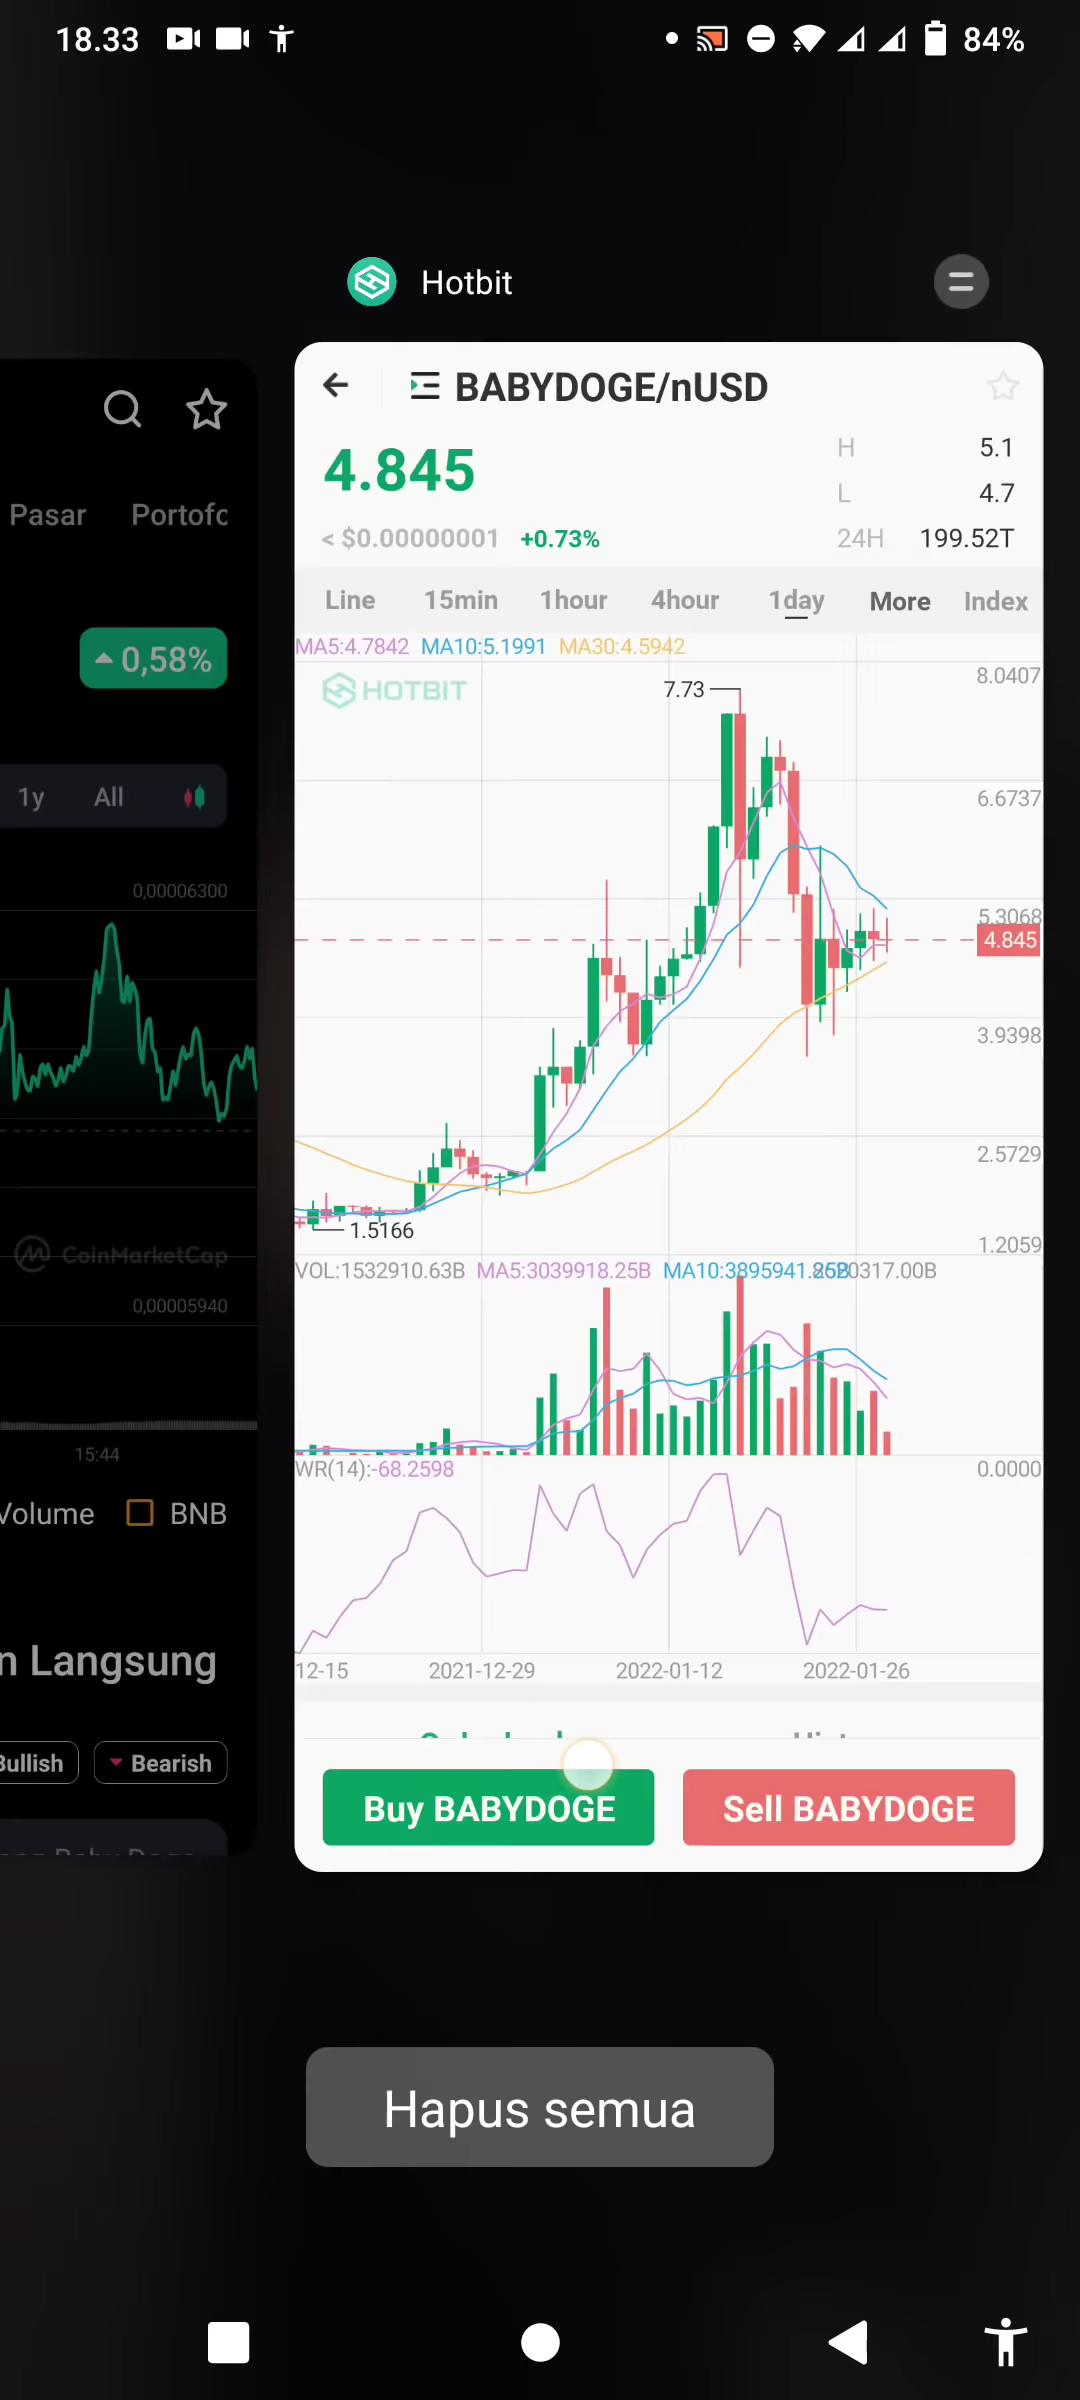 18.33
84%
Hotbit
BABYDOGE/nUSD
4.845
H 5.1
L 4.7
< $0.00000001 +0.73%
24H 199.52T
Line 15min 1hour 4hour 1day More Index
MA5:4.7842 MA10:5.1991 MA30:4.5942
HOTBIT
7.73
8.0407
6.6737
5.3068
4.845
3.9398
2.5729
1.5166
1.2059
VOL:1532910.63B MA5:3039918.25B MA10:3895941.25B
WR(14):-68.2598
0.0000
12-15 2021-12-29 2022-01-12 2022-01-26
Buy BABYDOGE
Sell BABYDOGE
Pasar
0,58%
1y All
0,00006300
CoinMarketCap
0,00005940
15:44
Volume BNB
n Langsung
Bullish Bearish
Hapus semua